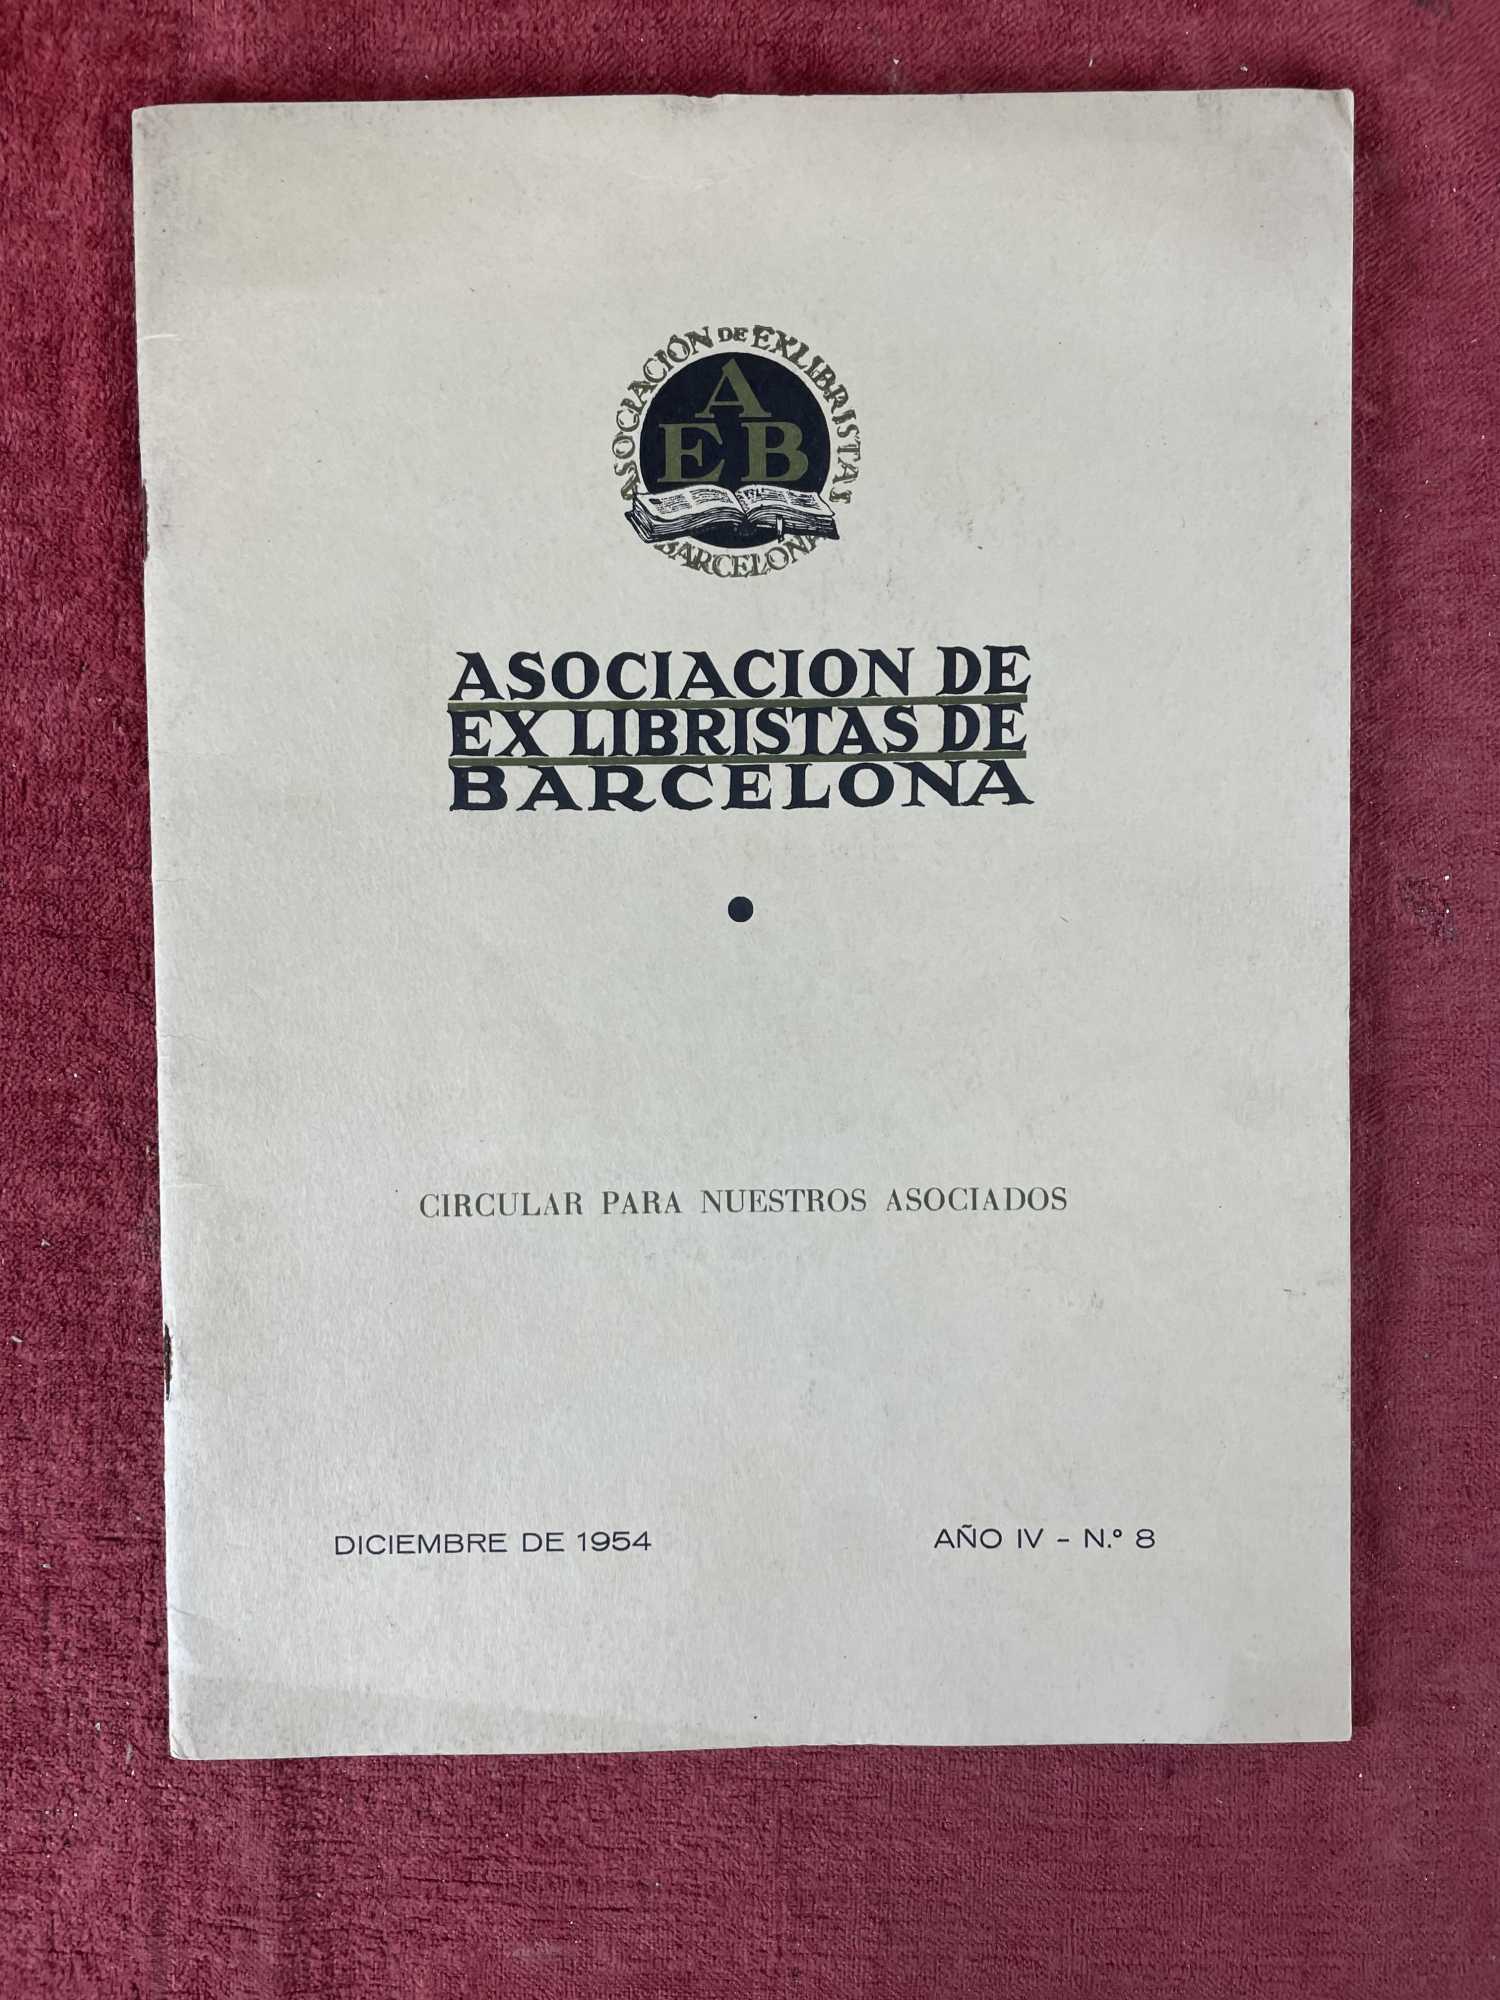 ASOCIACIÓN DE EXLIBRISTAS
A
EB
BARCELONA
ASOCIACION DE
EX LIBRISTAS DE
BARCELONA
CIRCULAR PARA NUESTROS ASOCIADOS
DICIEMBRE DE 1954
AÑO IV - N.º 8